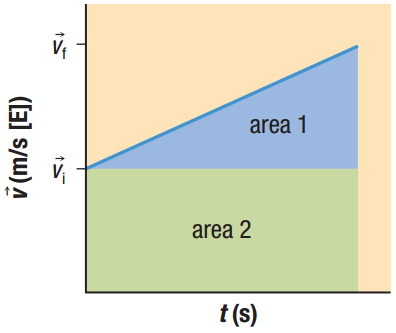 v⃗f
area 1
v⃗i
area 2
v⃗ (m/s [E])
t (s)